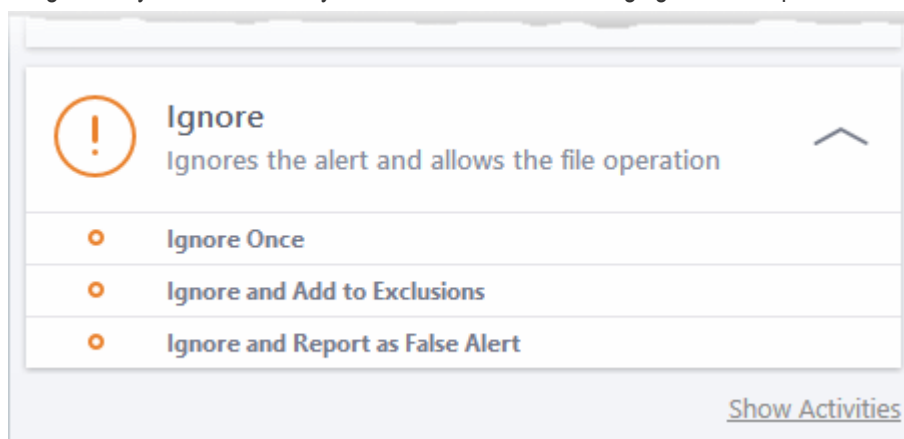 Ignore
Ignores the alert and allows the file operation
Ignore Once
Ignore and Add to Exclusions
Ignore and Report as False Alert
Show Activities